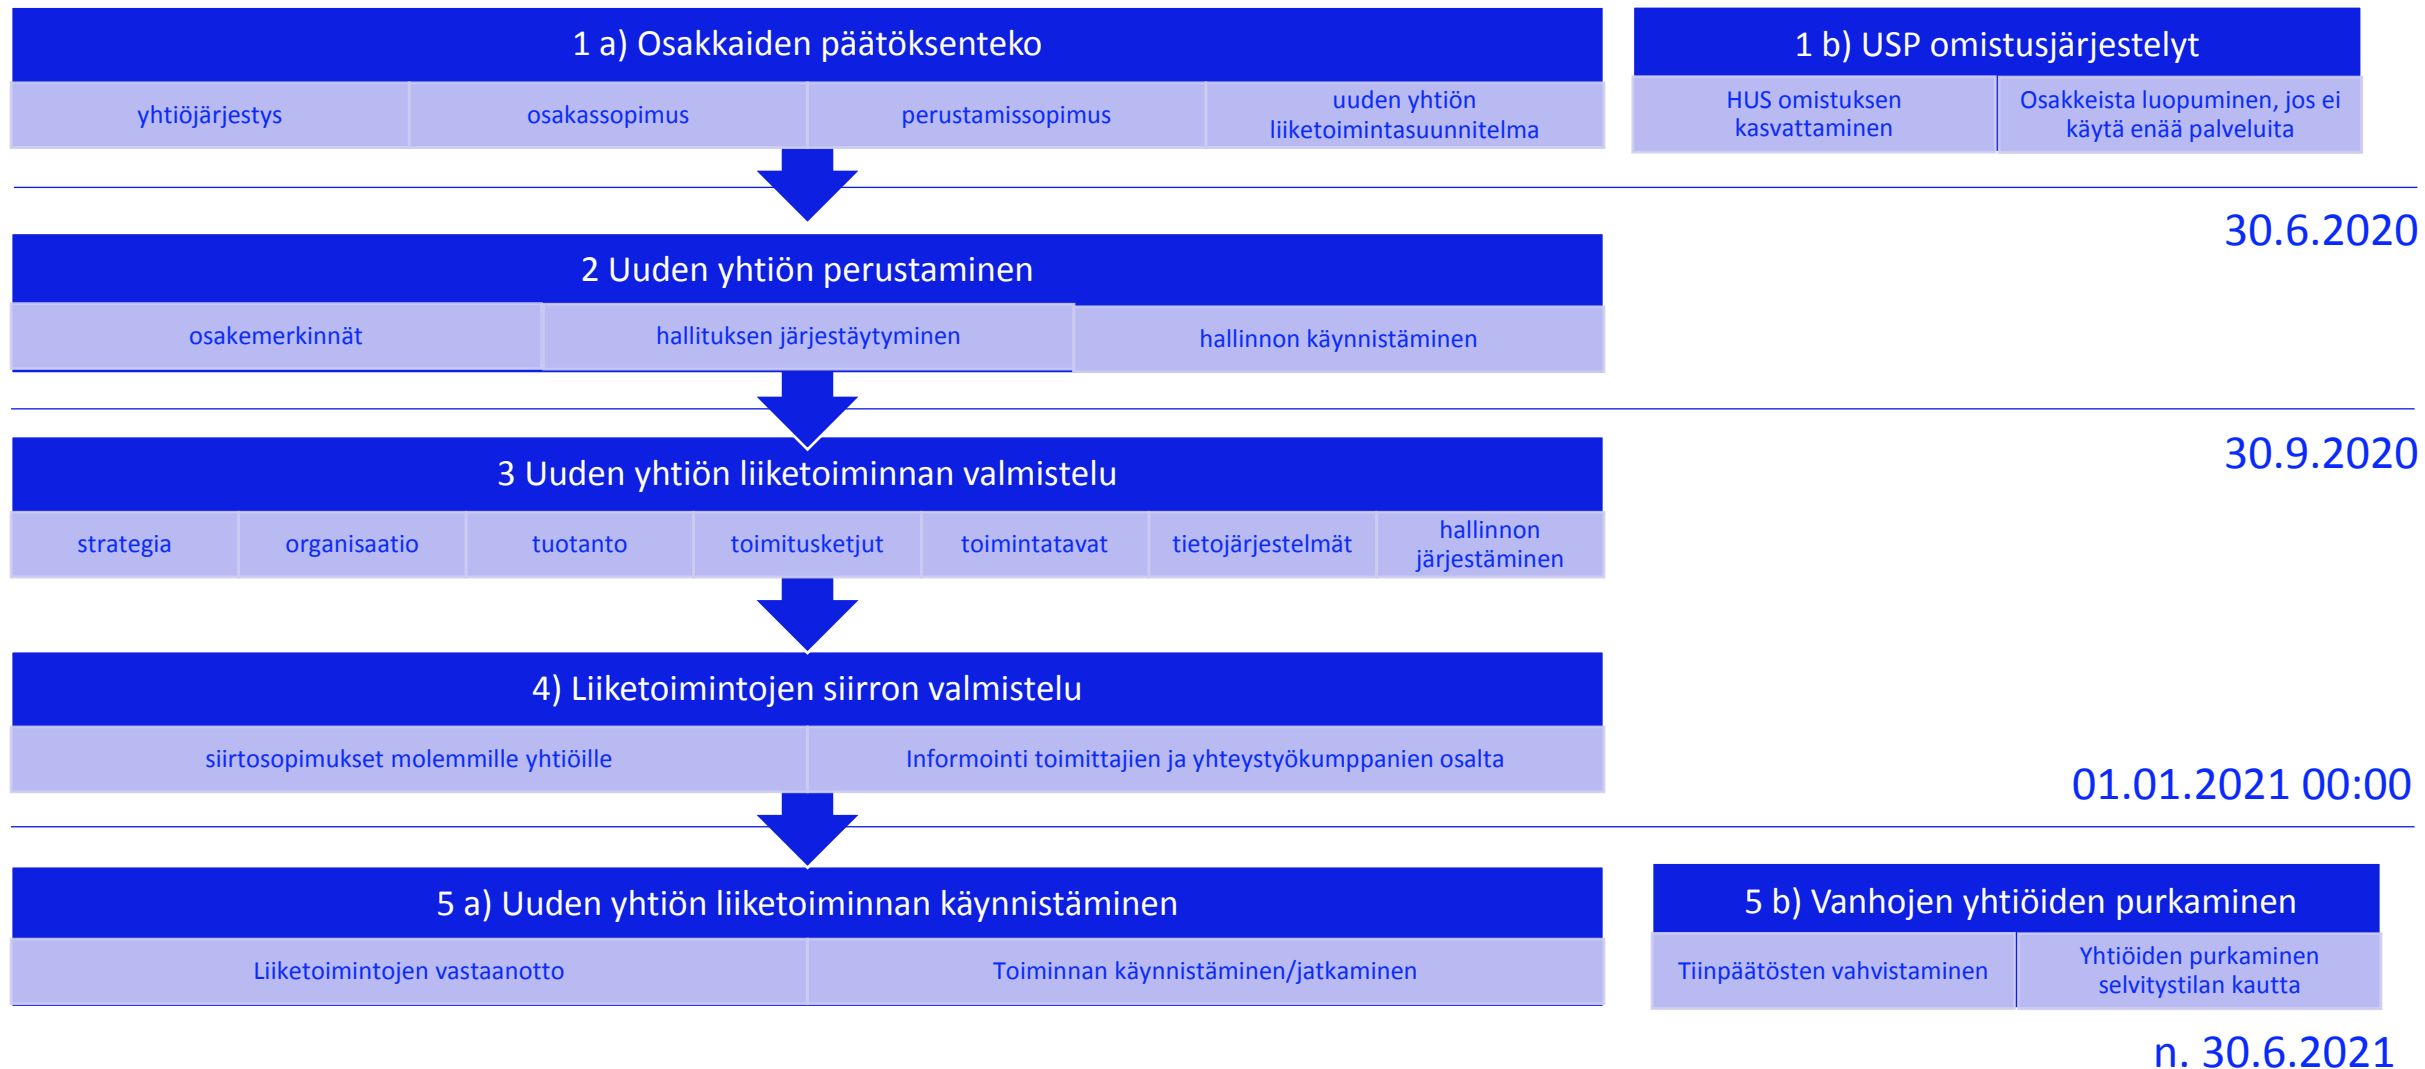 1 a) Osakkaiden päätöksenteko
yhtiöjärjestys
osakassopimus
perustamissopimus
uuden yhtiön
liiketoimintasuunnitelma
1 b) USP omistusjärjestelyt
HUS omistuksen
kasvattaminen
Osakkeista luopuminen, jos ei
käytä enää palveluita
30.6.2020
2 Uuden yhtiön perustaminen
osakemerkinnät
hallituksen järjestäytyminen
hallinnon käynnistäminen
30.9.2020
3 Uuden yhtiön liiketoiminnan valmistelu
strategia
organisaatio
tuotanto
toimitusketjut
toimintatavat
tietojärjestelmät
hallinnon
järjestäminen
4) Liiketoimintojen siirron valmistelu
siirtosopimukset molemmille yhtiöille
Informointi toimittajien ja yhteystyökumppanien osalta
01.01.2021 00:00
5 a) Uuden yhtiön liiketoiminnan käynnistäminen
Liiketoimintojen vastaanotto
Toiminnan käynnistäminen/jatkaminen
5 b) Vanhojen yhtiöiden purkaminen
Tiinpäätösten vahvistaminen
Yhtiöiden purkaminen
selvitystilan kautta
n. 30.6.2021